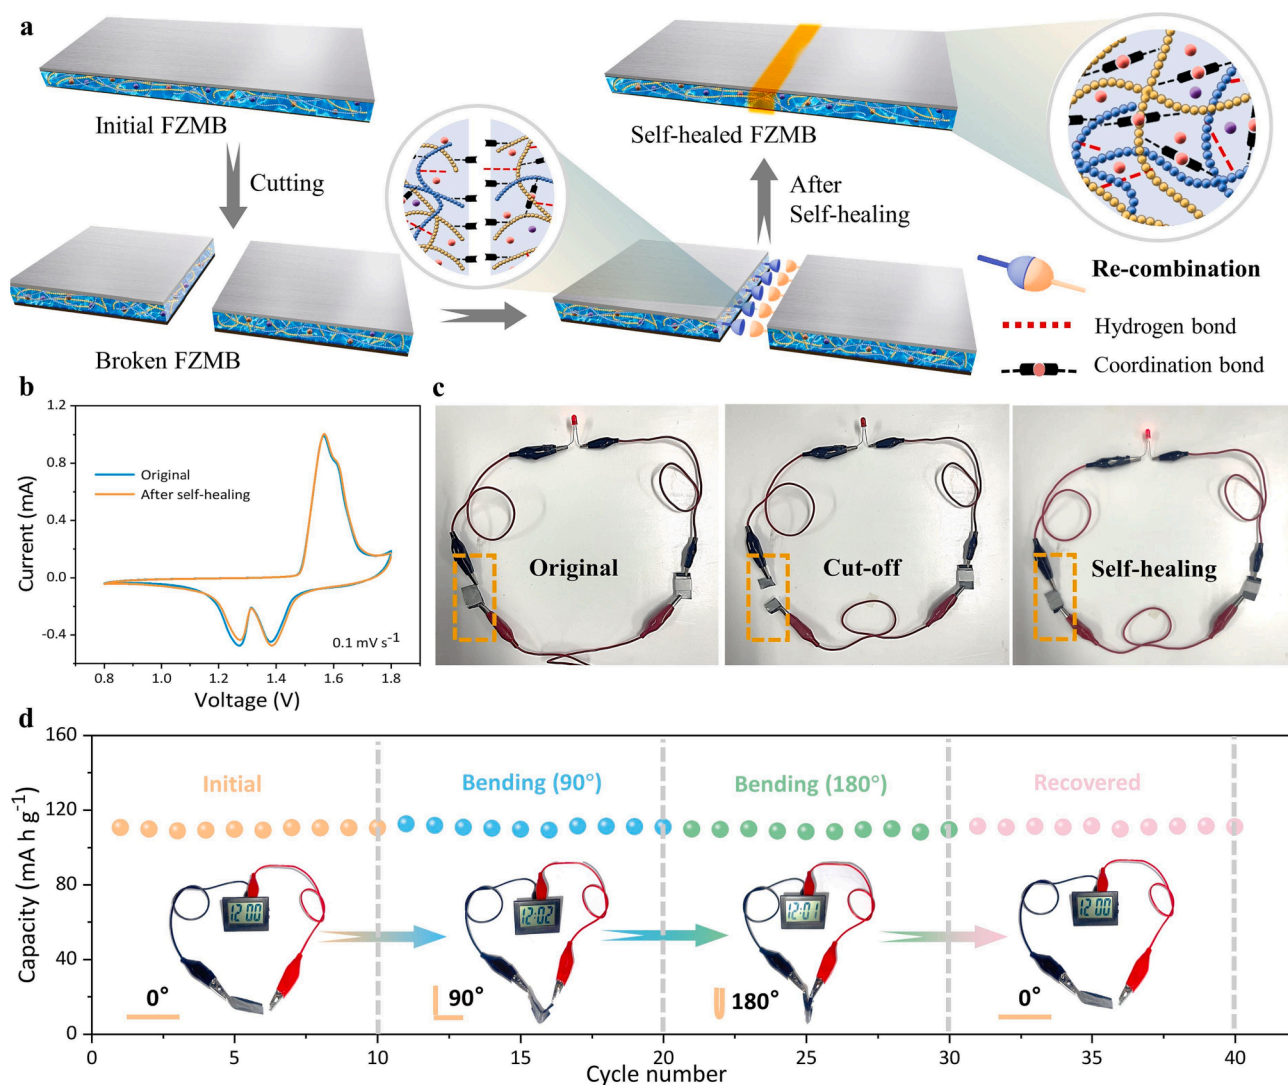 a
Initial FZMB
Cutting
Broken FZMB
Self-healed FZMB
After
Self-healing
Re-combination
Hydrogen bond
Coordination bond
b
Current (mA)
1.2
0.8
0.4
0.0
-0.4
Original
After self-healing
0.1 mV s⁻¹
0.8 1.0 1.2 1.4 1.6 1.8
Voltage (V)
c
Original
Cut-off
Self-healing
d
Capacity (mA h g⁻¹)
160
120
80
40
0
Initial
Bending (90°)
Bending (180°)
Recovered
12:00
12:02
12:01
12:00
0°
90°
180°
0°
0 5 10 15 20 25 30 35 40
Cycle number